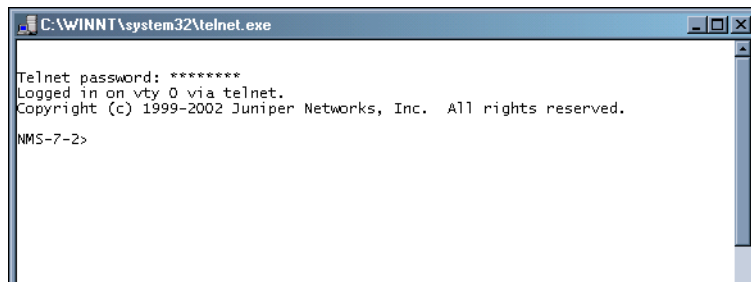 C:\WINNT\system32\telnet.exe
Telnet password: ********
Logged in on vty 0 via telnet.
Copyright (c) 1999-2002 Juniper Networks, Inc.  All rights reserved.
NMS-7-2>